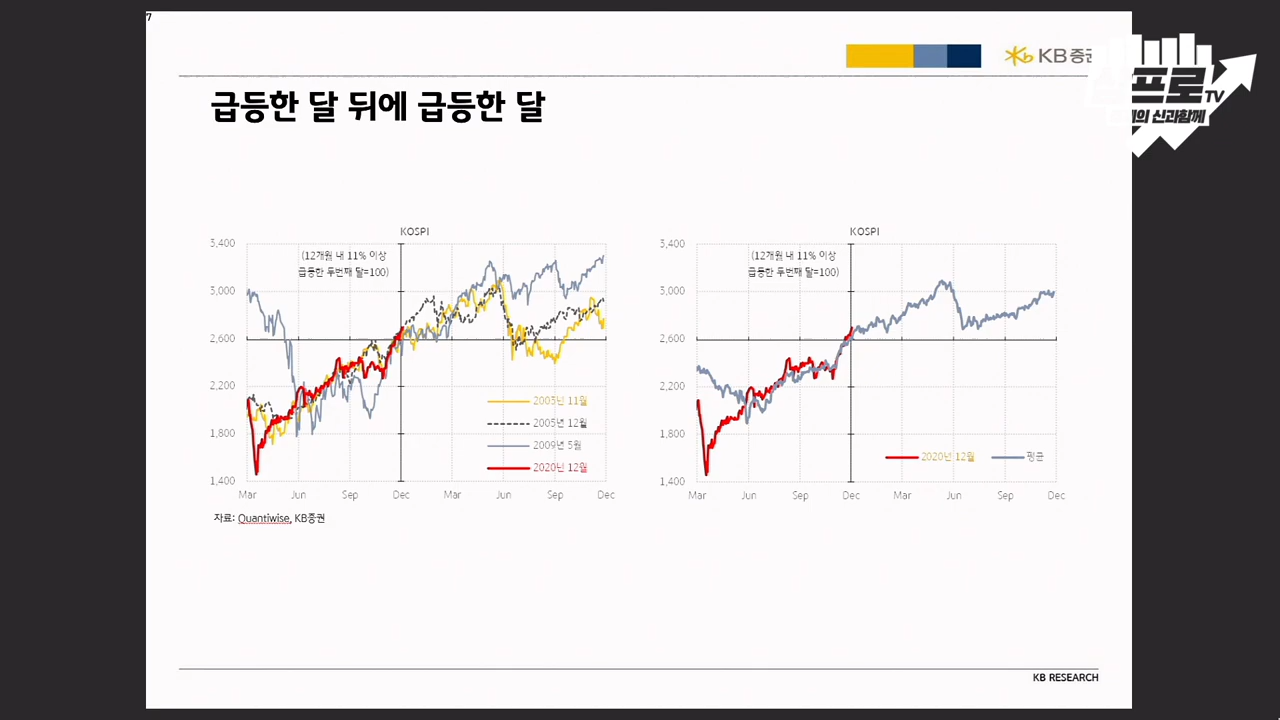 7
KB증권
프로TV
신과함께
급등한 달 뒤에 급등한 달
KOSPI
(12개월 내 11% 이상
급등한 두번째 달=100)
3,400
3,000
2,600
2,200
1,800
1,400
Mar Jun Sep Dec Mar Jun Sep Dec
2003년 11월
2005년 12월
2009년 5월
2020년 12월
자료: Quantiwise, KB증권
KOSPI
(12개월 내 11% 이상
급등한 두번째 달=100)
3,400
3,000
2,600
2,200
1,800
1,400
Mar Jun Sep Dec Mar Jun Sep Dec
2020년 12월 평균
KB RESEARCH